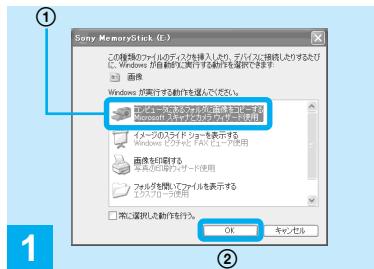 ①
Sony MemoryStick (E:)
この種類のファイルのディスクを挿入したり、デバイスに接続したりするたび
に、Windows が自動的に実行する動作を選択できます:
画像
Windows が実行する動作を選んでください。
コンピュータにあるフォルダに画像をコピーする
Microsoft スキャナとカメラ ウィザード使用
イメージのスライド ショーを表示する
Windows ピクチャと FAX ビューア使用
画像を印刷する
写真の印刷ウィザード使用
フォルダを開いてファイルを表示する
エクスプローラ使用
常に選択した動作を行う。
OK
キャンセル
1
②